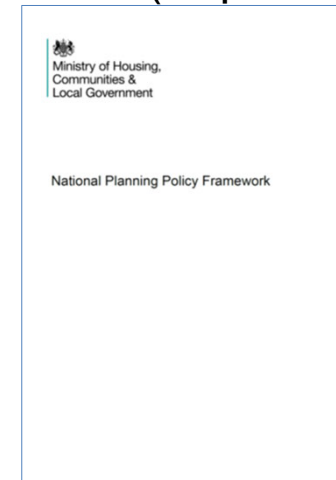 Ministry of Housing,
Communities &
Local Government
National Planning Policy Framework